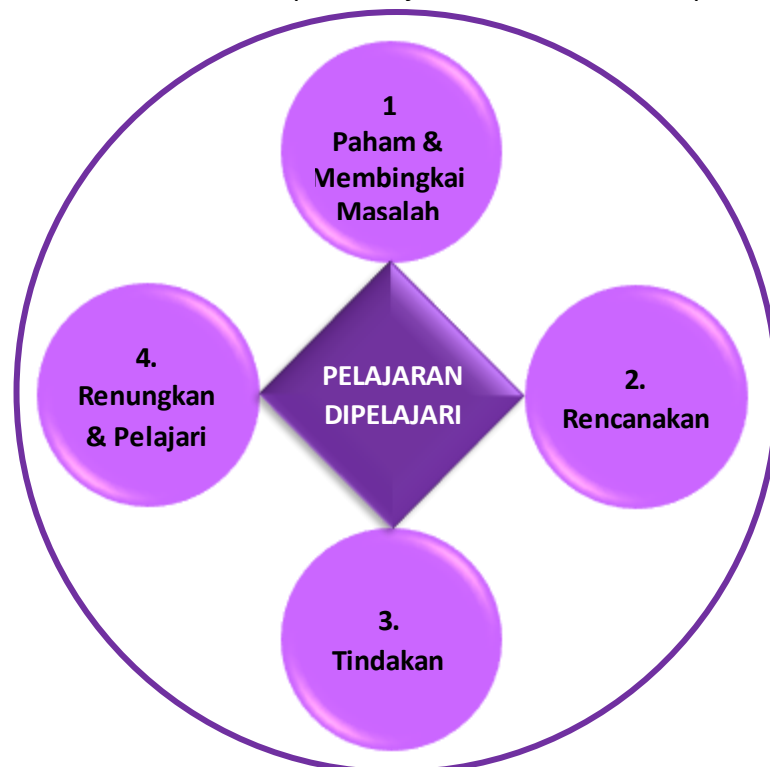 1
Paham &
Membingkai
Masalah
4.
Renungkan
& Pelajari
PELAJARAN
DIPELAJARI
2.
Rencanakan
3.
Tindakan